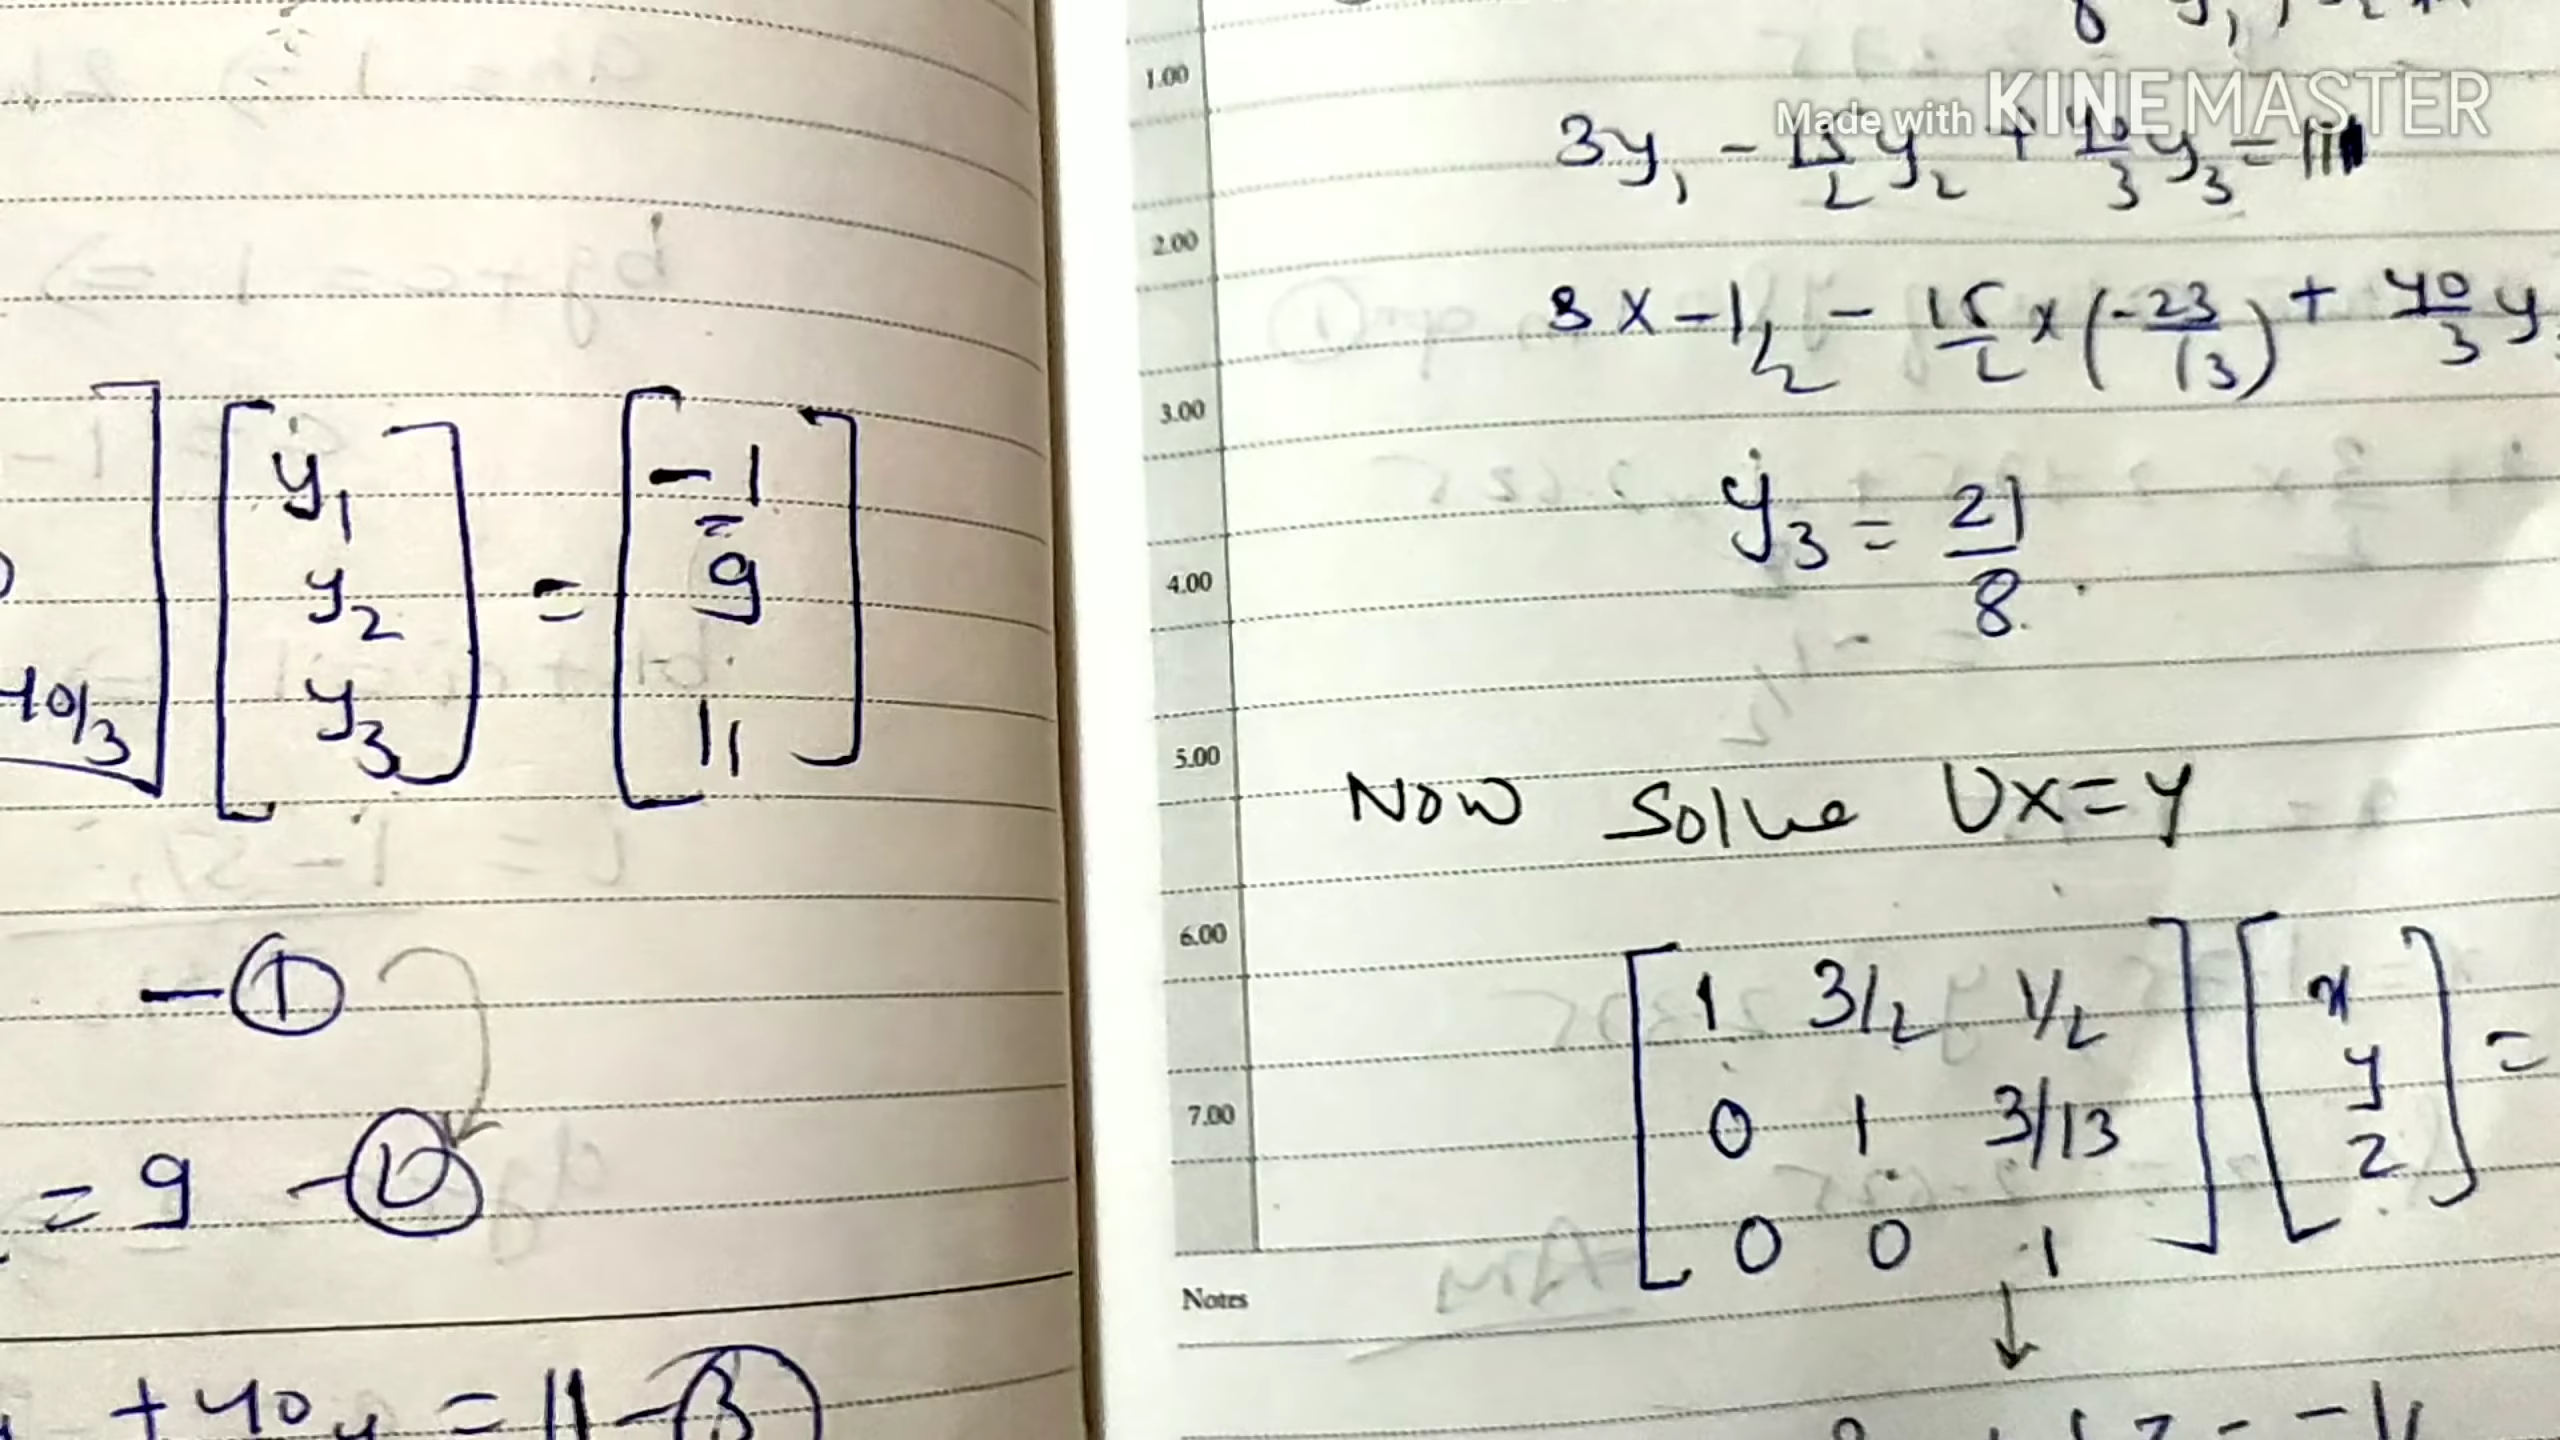 40/3
y1
y2
y3
=
-1
9
11
- 1
= 9 -
+ 40 y = 11 - 3
1.00
2.00
3.00
4.00
5.00
6.00
7.00
Notes
Made with KINEMASTER
3y1 - 15/2 y2 + 40/3 y3 = 11
3 x -1/2 - 15/2 x (-23/13) + 40/3 y
y3 = 21/8
Now Solve UX=Y
1 3/2 1/2 x
0 1 3/13 y =
0 0 1 z